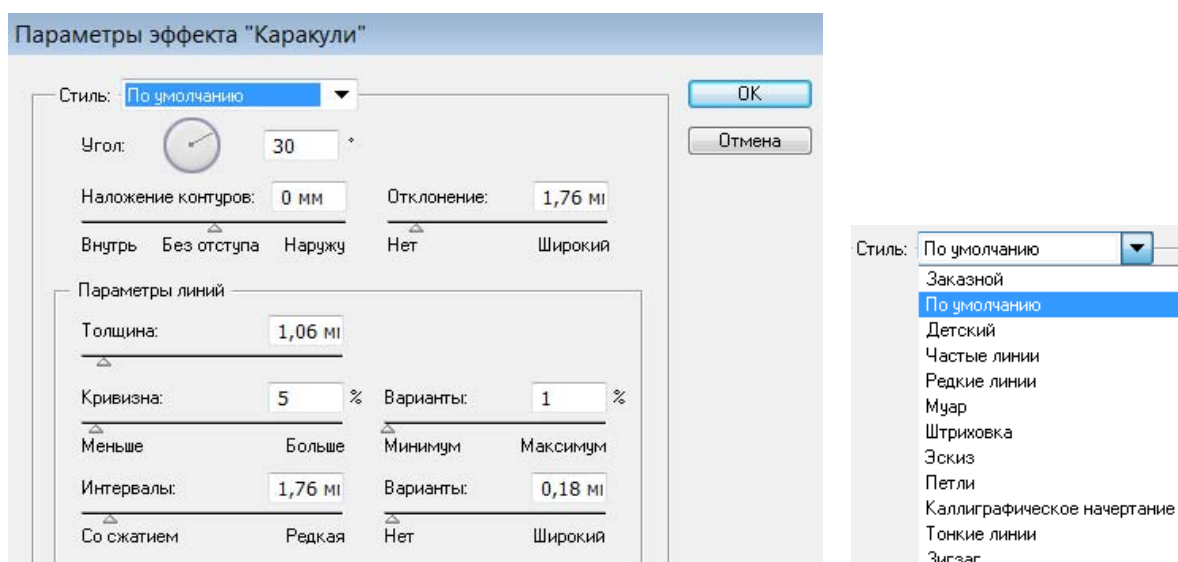 Параметры эффекта "Каракули"
Стиль: По умолчанию
OK
Угол: 30 °
Отмена
Наложение контуров: 0 мм Отклонение: 1,76 мı
Внутрь Без отступа Наружу Нет Широкий
Параметры линий
Толщина: 1,06 мı
Кривизна: 5 % Варианты: 1 %
Меньше Больше Минимум Максимум
Интервалы: 1,76 мı Варианты: 0,18 мı
Со сжатием Редкая Нет Широкий
Стиль: По умолчанию
Заказной
По умолчанию
Детский
Частые линии
Редкие линии
Муар
Штриховка
Эскиз
Петли
Каллиграфическое начертание
Тонкие линии
Зигзаг